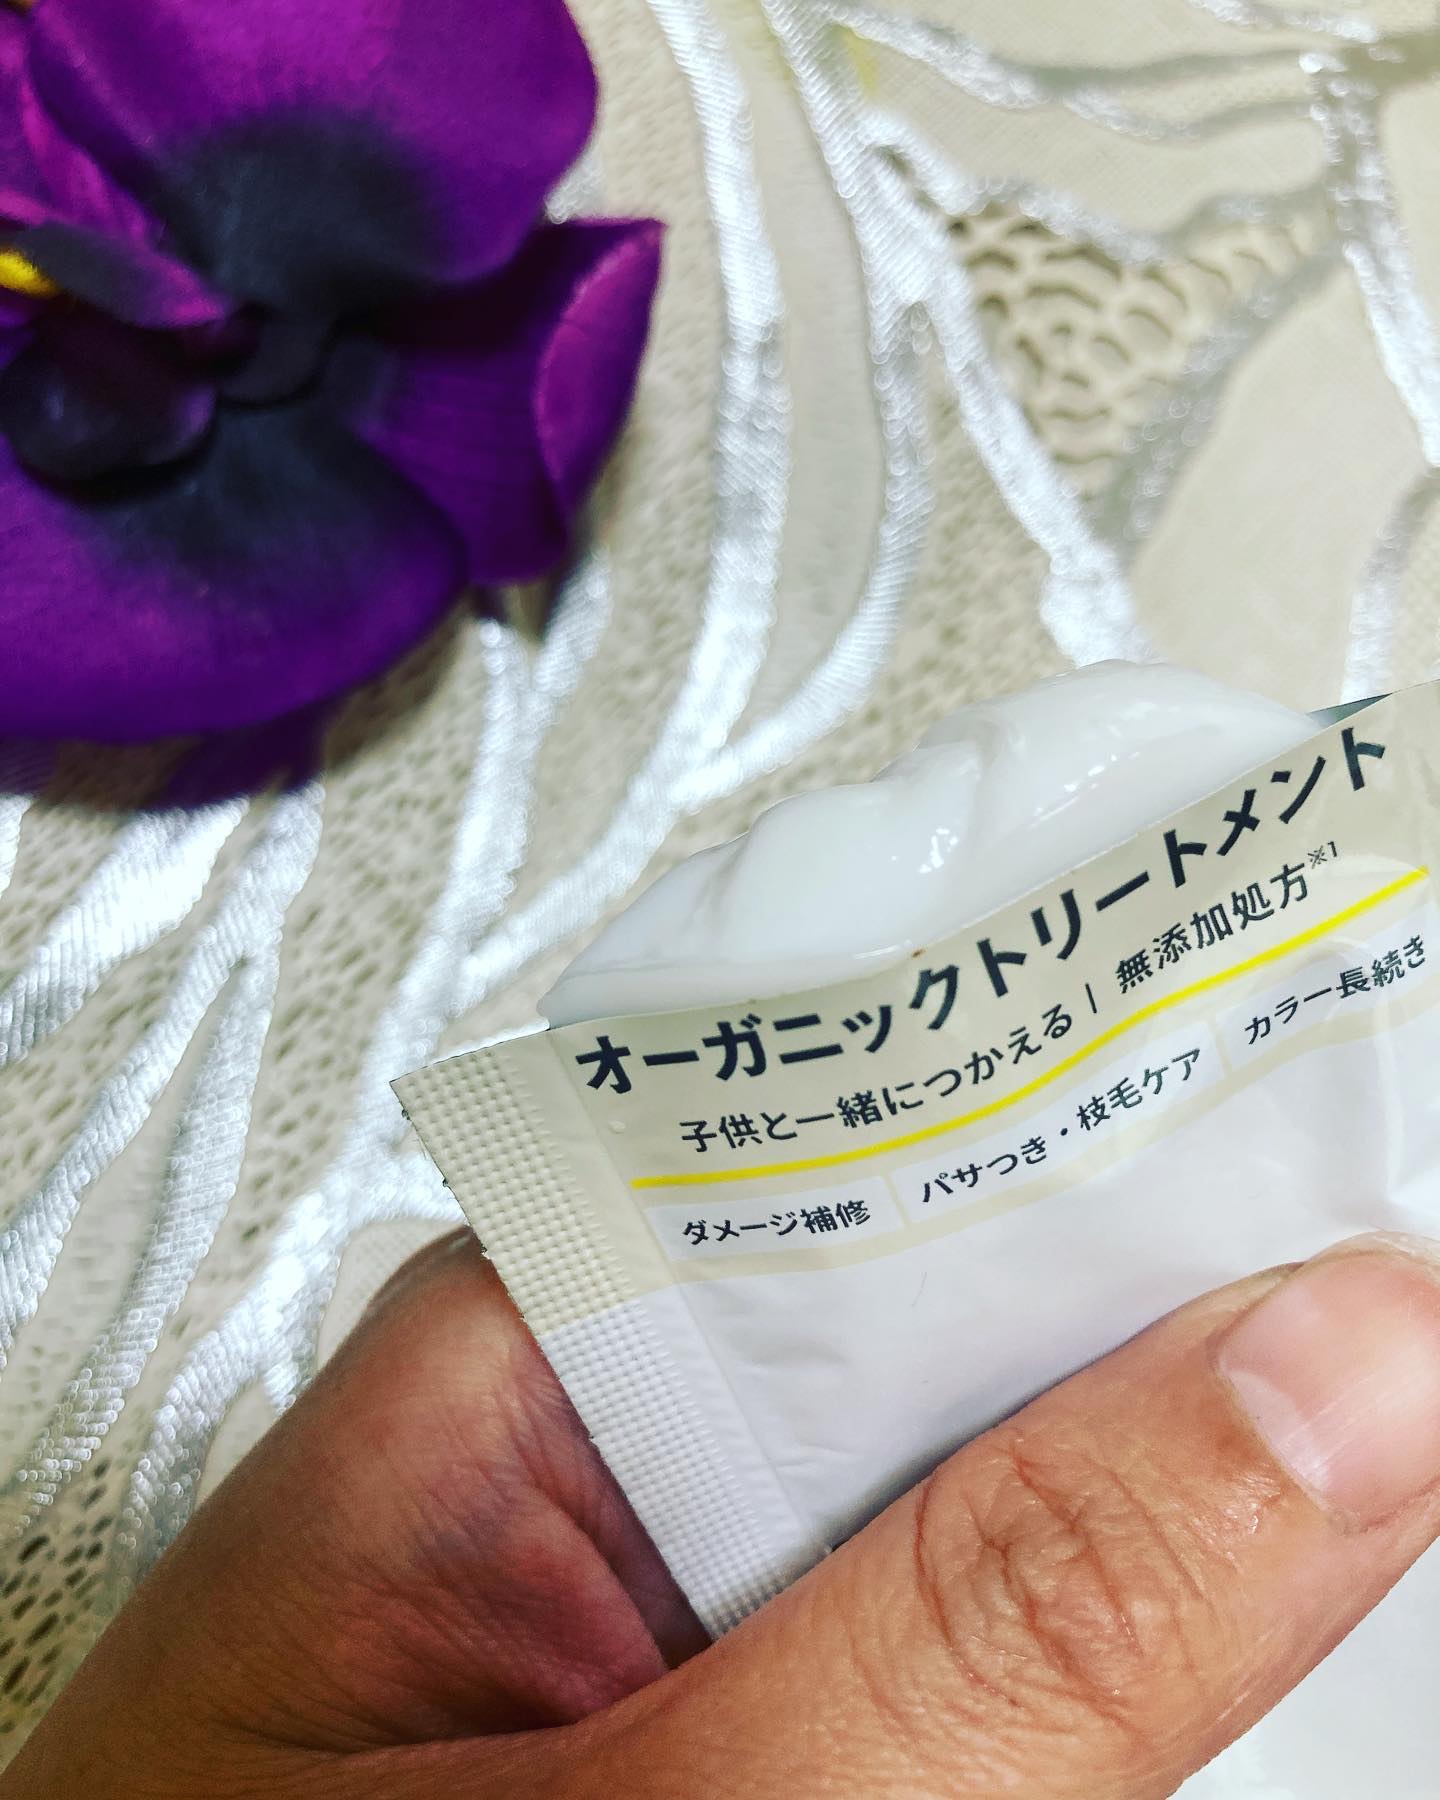 オーガニックトリートメント
子供と一緒につかえる | 無添加処方※1
ダメージ補修 パサつき・枝毛ケア カラー長続き